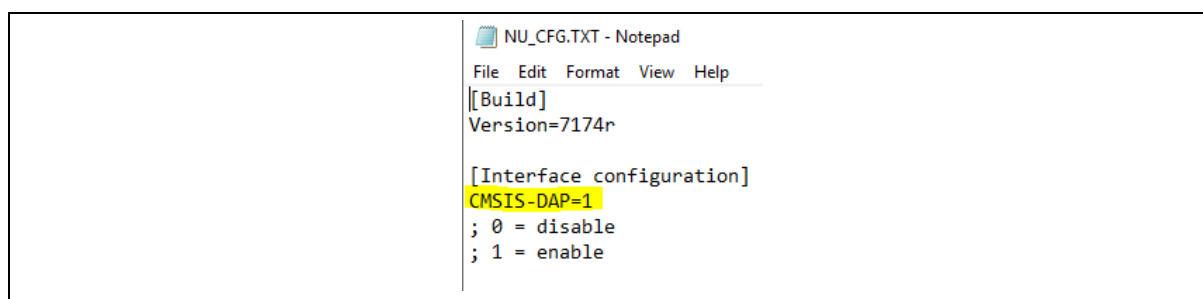 NU_CFG.TXT - Notepad
File Edit Format View Help
[Build]
Version=7174r
[Interface configuration]
CMSIS-DAP=1
; 0 = disable
; 1 = enable